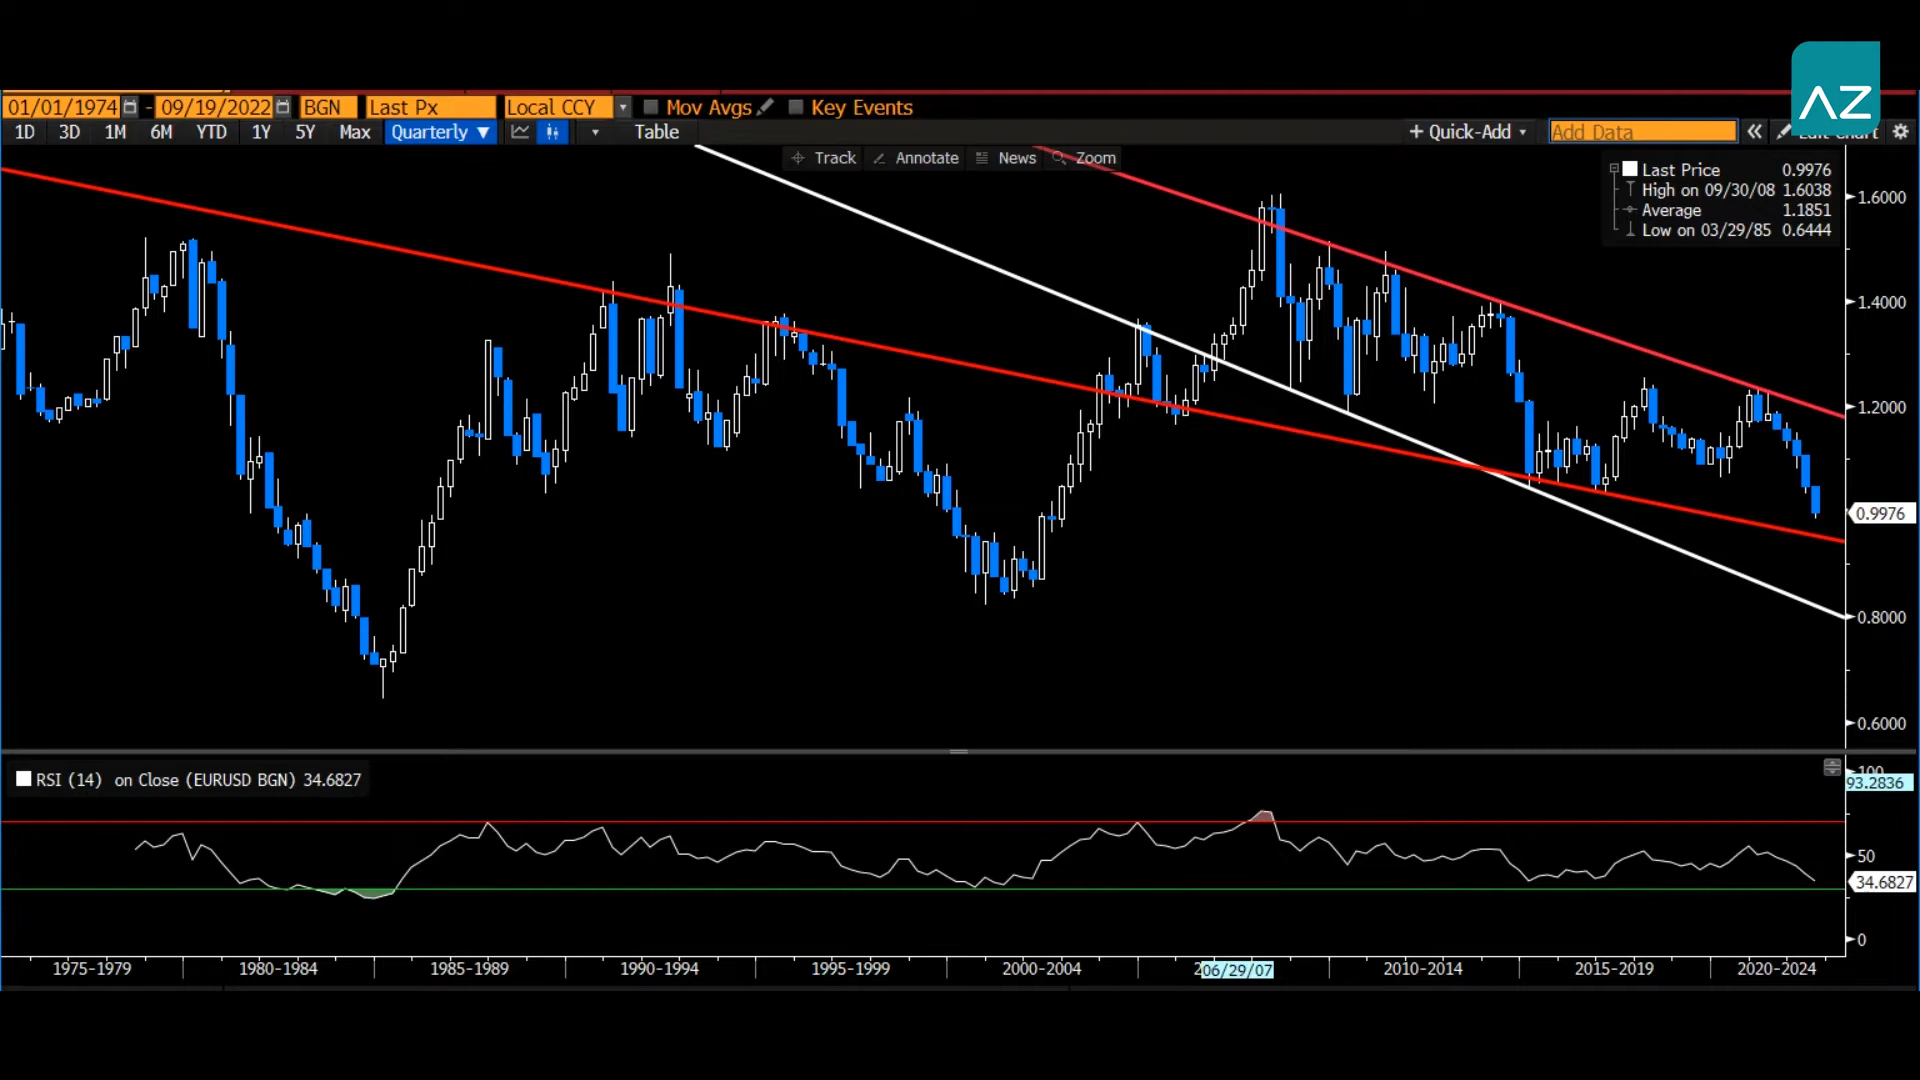 AZ
01/01/1974 - 09/19/2022 BGN Last Px Local CCY Mov Avgs Key Events
1D 3D 1M 6M YTD 1Y 5Y Max Quarterly ▼ Table + Quick-Add Add Data « Edit Chart
Track Annotate News Zoom
Last Price 0.9976
High on 09/30/08 1.6038
Average 1.1851
Low on 03/29/85 0.6444
1.6000
1.4000
1.2000
0.9976
0.8000
0.6000
RSI (14) on Close (EURUSD BGN) 34.6827
100
93.2836
50
34.6827
0
1975-1979 1980-1984 1985-1989 1990-1994 1995-1999 2000-2004 2 06/29/07 2010-2014 2015-2019 2020-2024